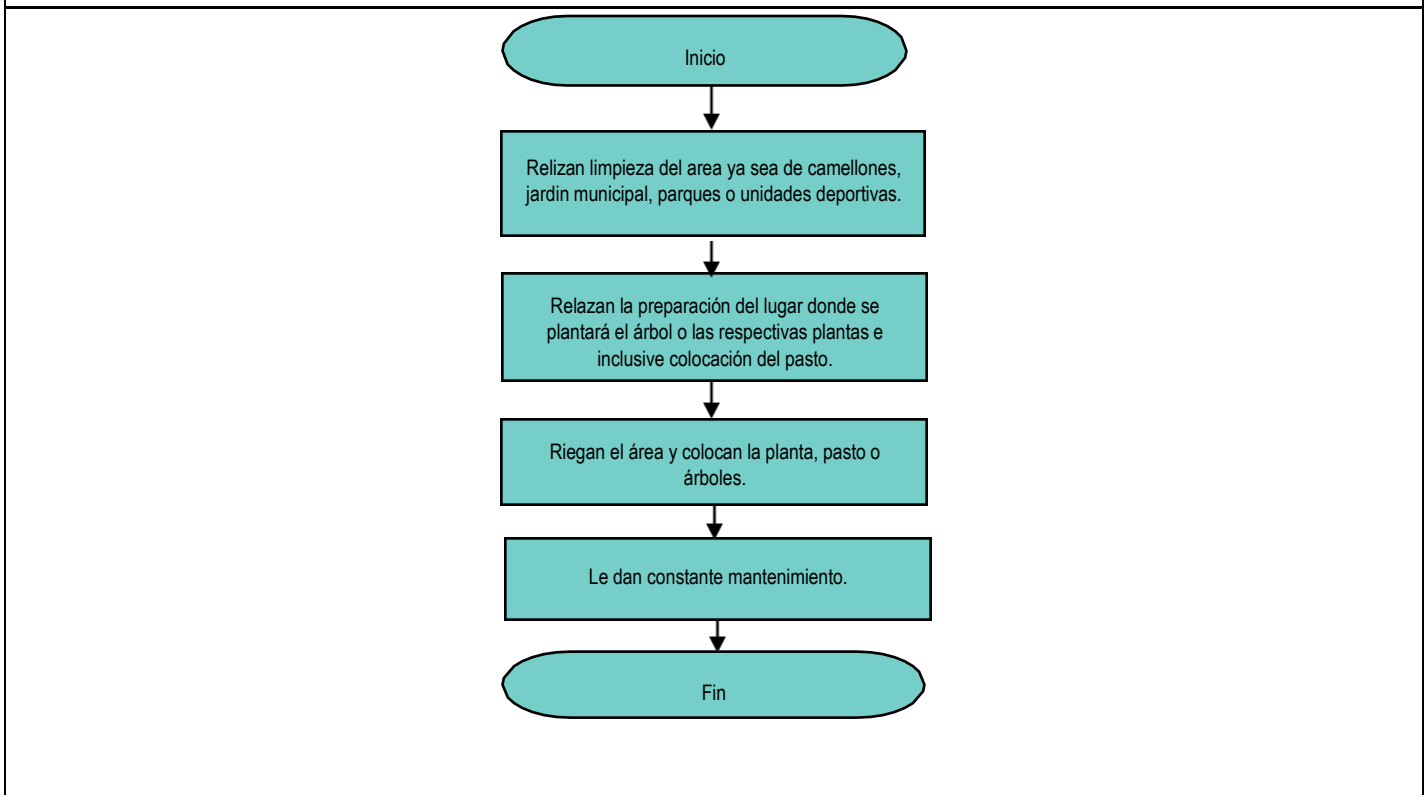 Inicio
Relizan limpieza del area ya sea de camellones,
jardin municipal, parques o unidades deportivas.
Relazan la preparación del lugar donde se
plantará el árbol o las respectivas plantas e
inclusive colocación del pasto.
Riegan el área y colocan la planta, pasto o
árboles.
Le dan constante mantenimiento.
Fin